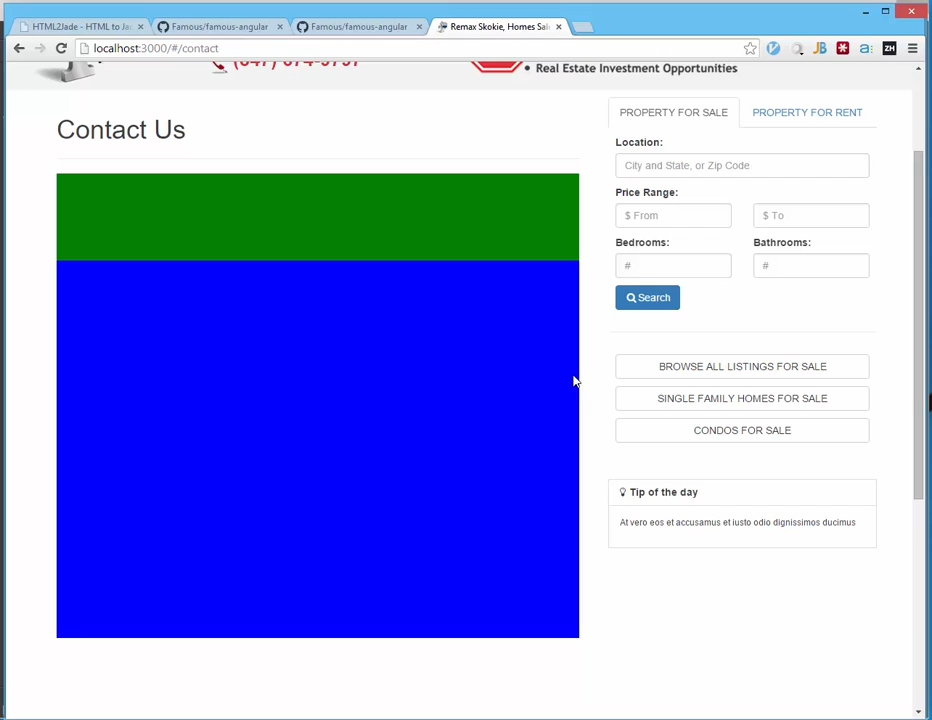 HTML2Jade - HTML to Ja
Famous/famous-angular
Famous/famous-angular
Remax Skokie, Homes Sal
localhost:3000/#/contact
JB
a:
ZH
• Real Estate Investment Opportunities
Contact Us
PROPERTY FOR SALE
PROPERTY FOR RENT
Location:
City and State, or Zip Code
Price Range:
$ From
$ To
Bedrooms:
Bathrooms:
#
#
Search
BROWSE ALL LISTINGS FOR SALE
SINGLE FAMILY HOMES FOR SALE
CONDOS FOR SALE
Tip of the day
At vero eos et accusamus et iusto odio dignissimos ducimus